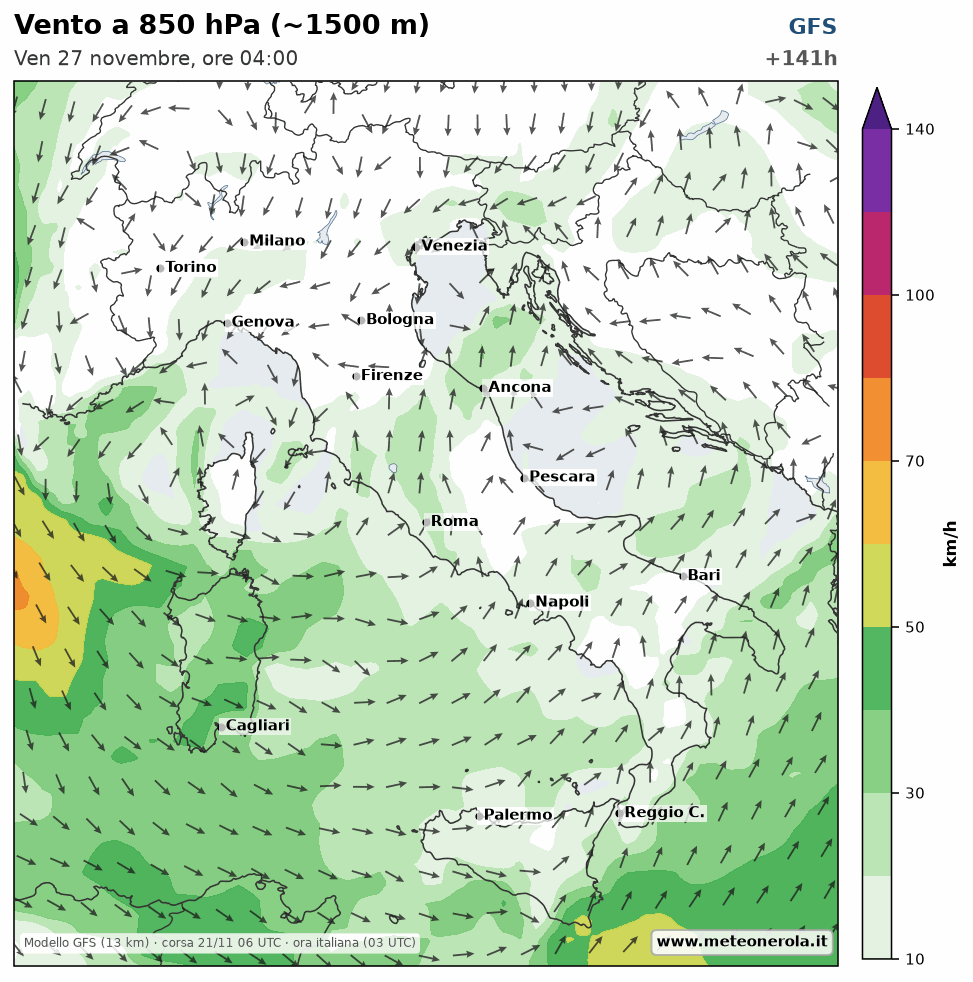 Vento a 850 hPa (~1500 m)
GFS
Ven 27 novembre, ore 04:00
+141h
Milano
Venezia
Torino
Genova
Bologna
Firenze
Ancona
Pescara
Roma
Bari
Napoli
Cagliari
Palermo
Reggio C.
140
100
70
50
30
10
km/h
Modello GFS (13 km) · corsa 21/11 06 UTC · ora italiana (03 UTC)
www.meteonerola.it